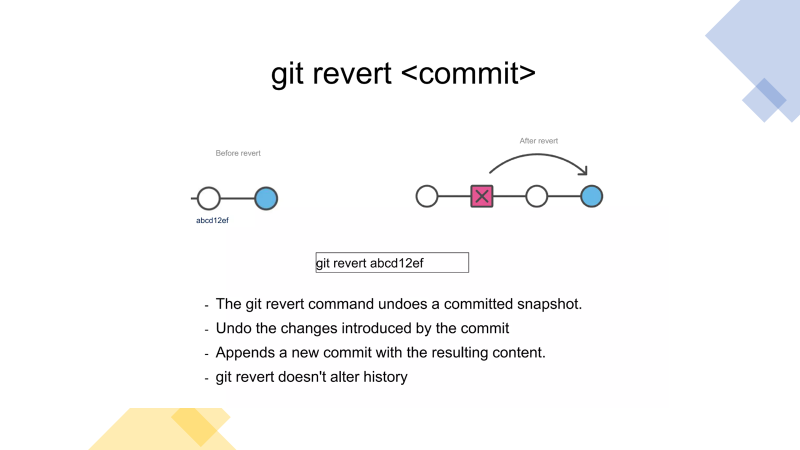 git revert <commit>
Before revert
After revert
abcd12ef
git revert abcd12ef
- The git revert command undoes a committed snapshot.
- Undo the changes introduced by the commit
- Appends a new commit with the resulting content.
- git revert doesn't alter history